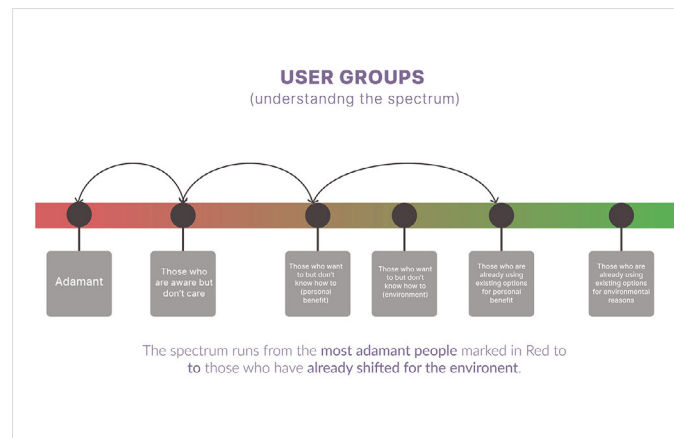 USER GROUPS
(understandng the spectrum)
Adamant
Those who
are aware but
don't care
Those who want
to but don't
know how to
(personal
benefit)
Those who want
to but don't
know how to
(environment)
Those who are
already using
existing options
for personal
benefit
Those who are
already using
existing options
for environmental
reasons
The spectrum runs from the most adamant people marked in Red to
to those who have already shifted for the environent.